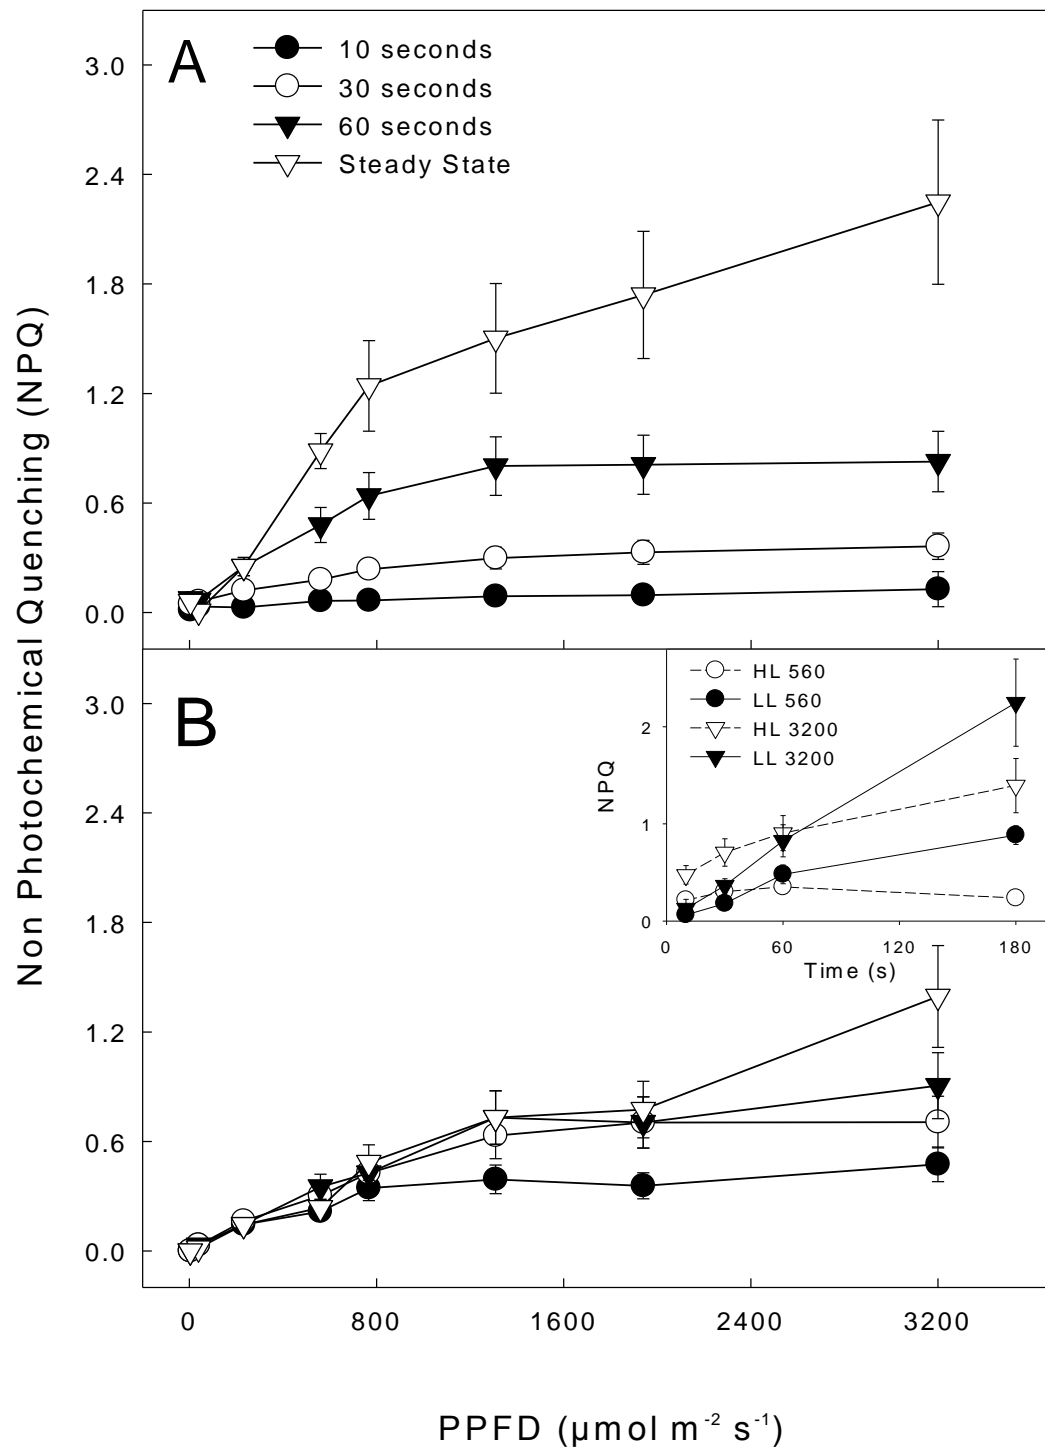 A
10 seconds
30 seconds
60 seconds
Steady State
3.0
2.4
1.8
1.2
0.6
0.0
Non Photochemical Quenching (NPQ)
B
3.0
2.4
1.8
1.2
0.6
0.0
HL 560
LL 560
HL 3200
LL 3200
NPQ
2
1
0
0 60 120 180
Time (s)
0 800 1600 2400 3200
PPFD (μmol m⁻² s⁻¹)